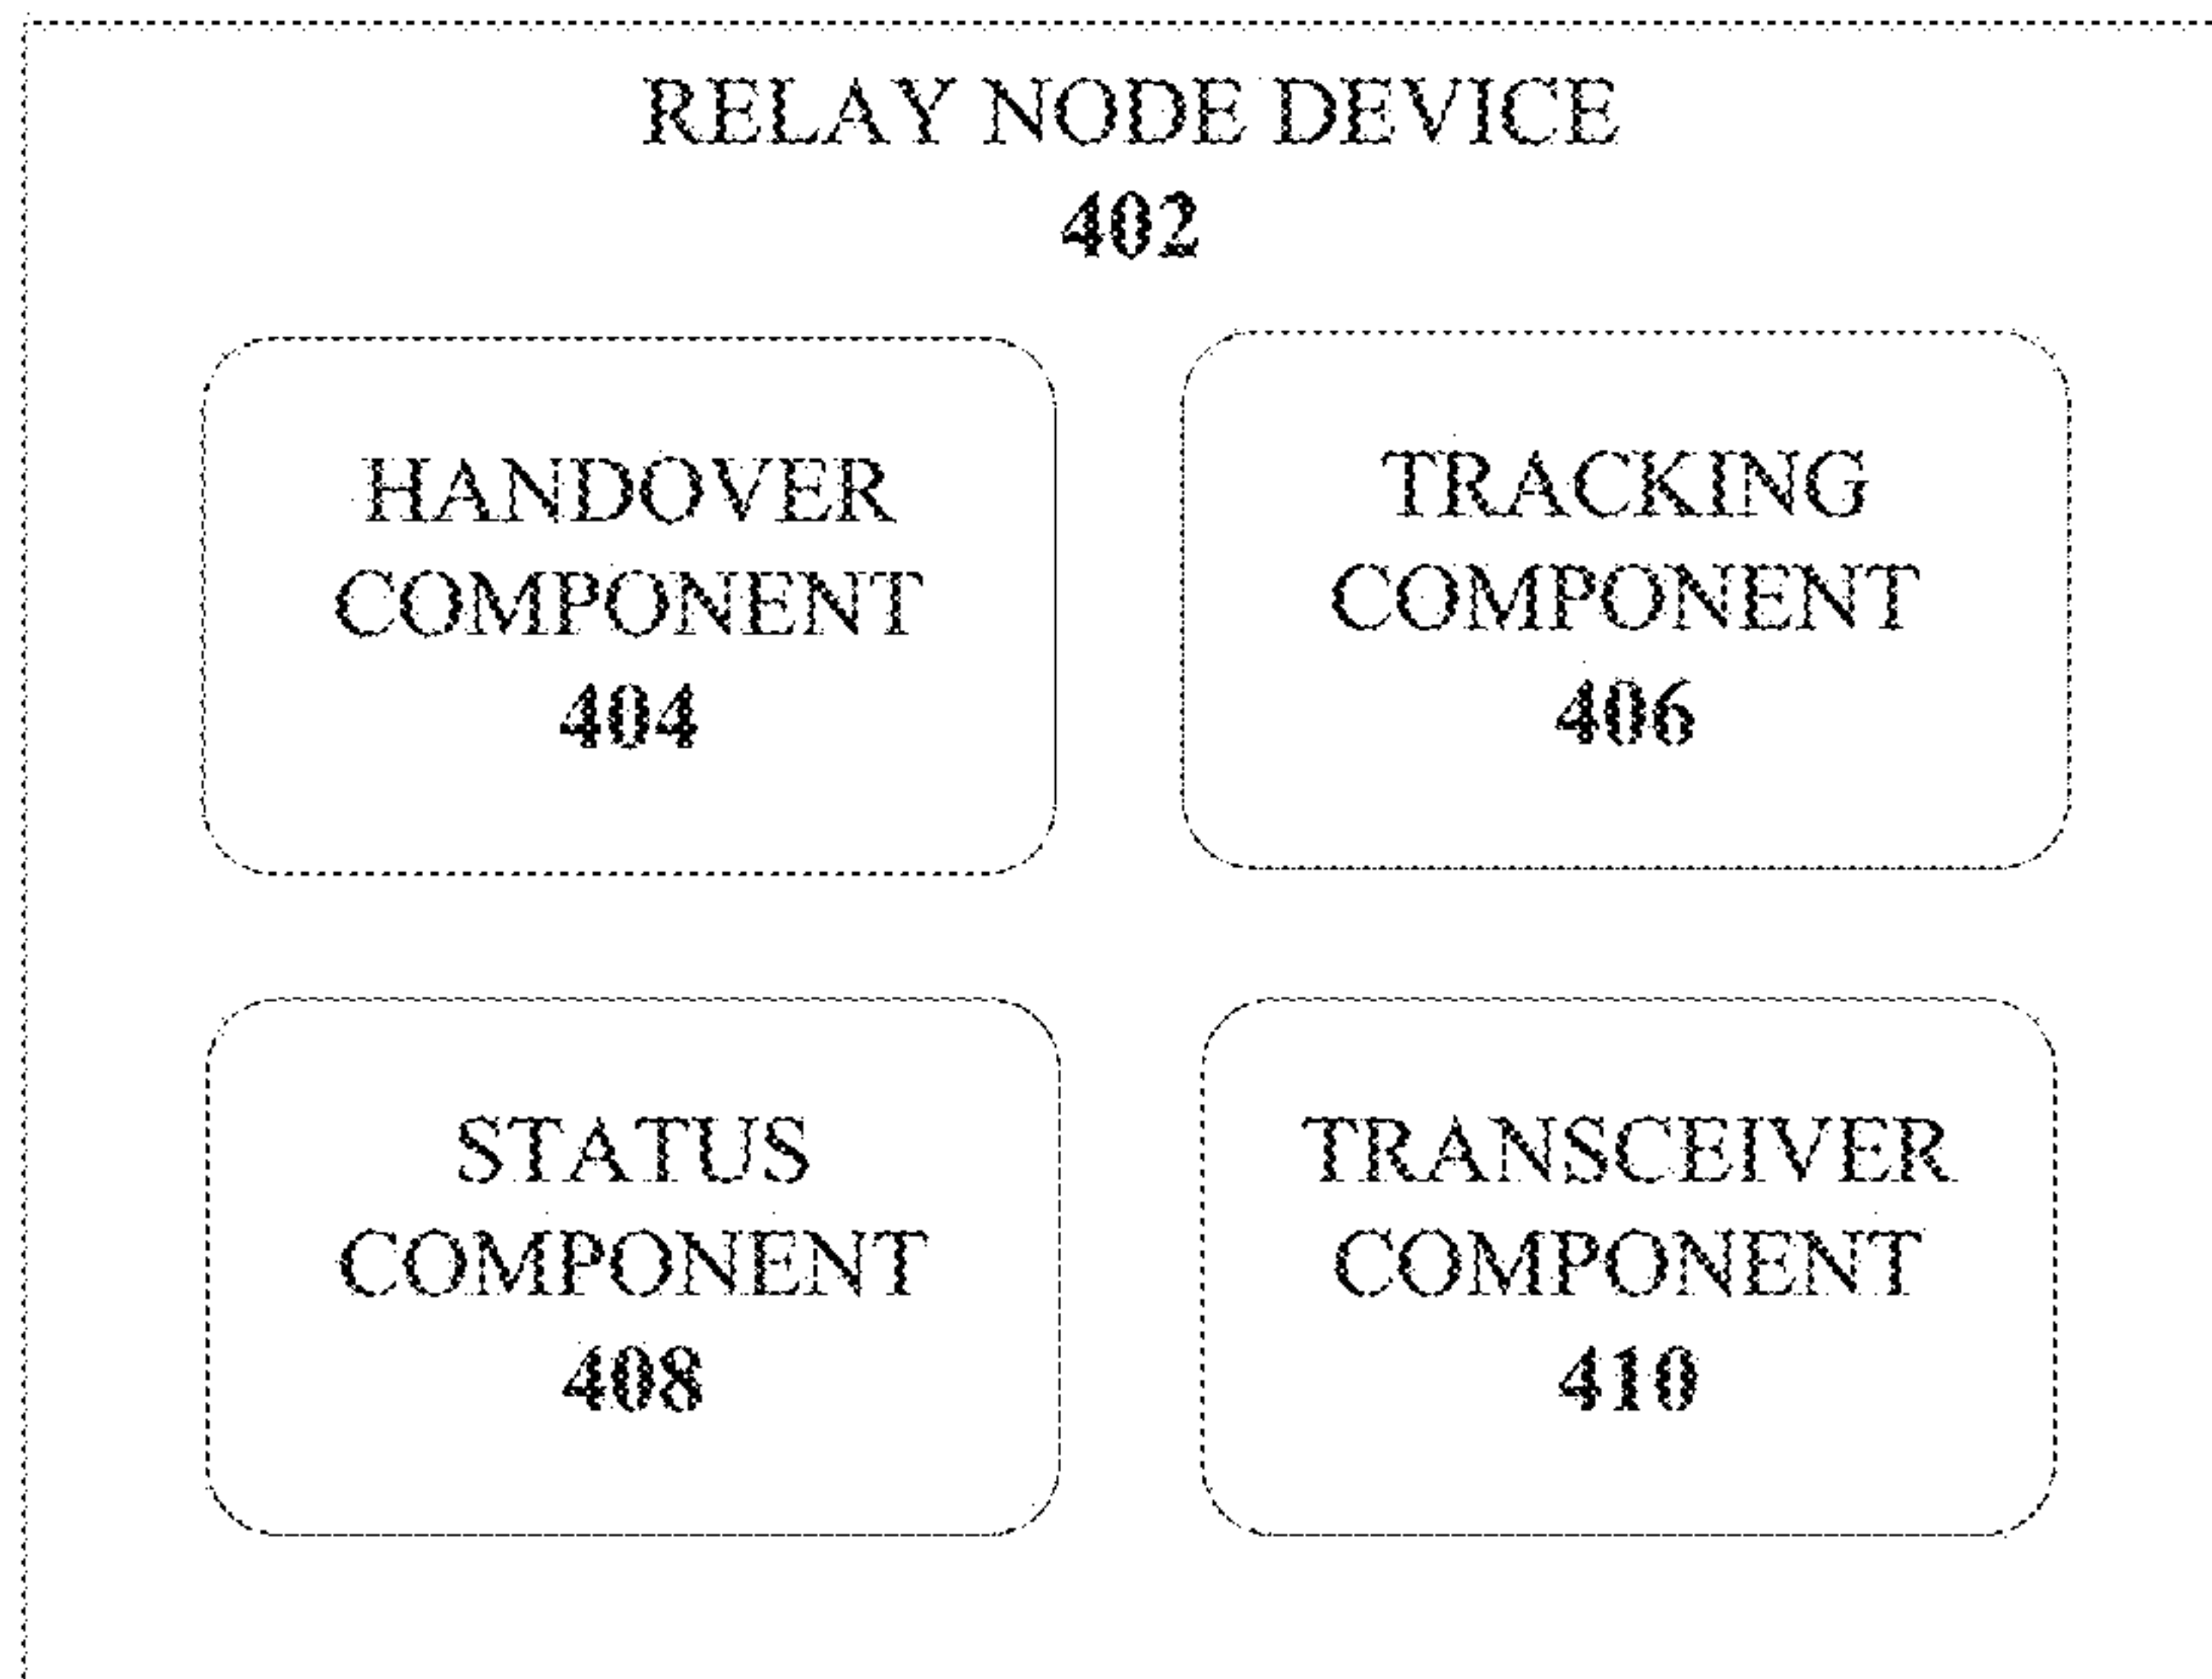 RELAY NODE DEVICE
402
HANDOVER
COMPONENT
404
TRACKING
COMPONENT
406
STATUS
COMPONENT
408
TRANSCEIVER
COMPONENT
410